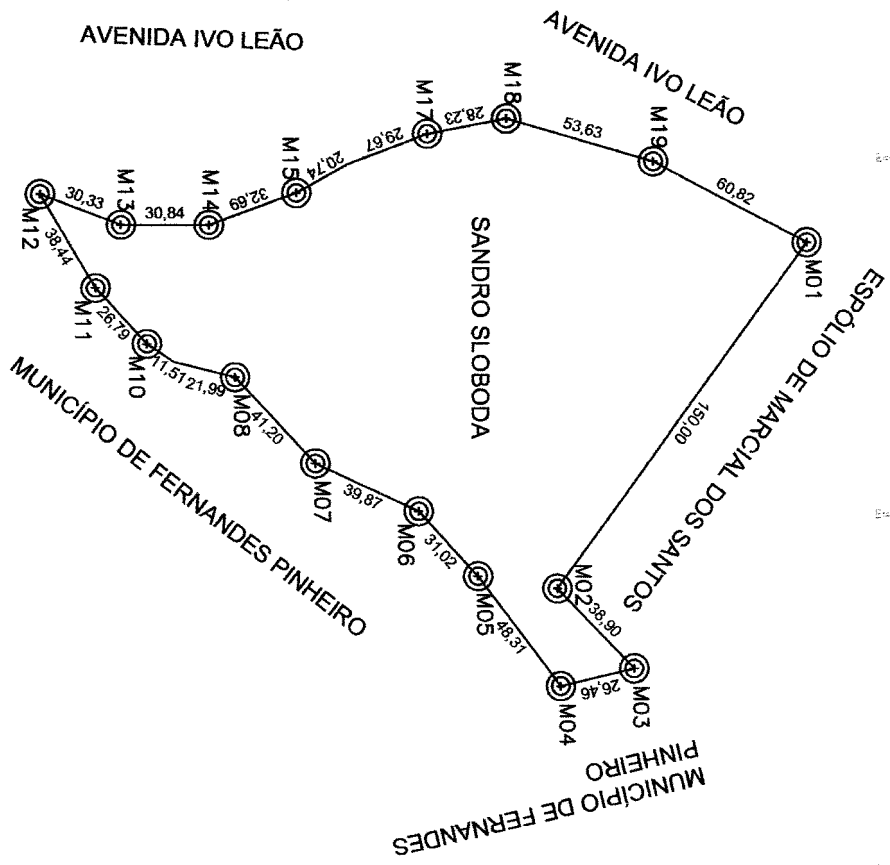 AVENIDA IVO LEÃO
AVENIDA IVO LEÃO
M18
M17
28,23
53,63
M19
29,67
20,74
M15
60,82
32,69
M14
30,84
M13
30,33
M12
M01
38,44
SANDRO SLOBODA
ESPÓLIO DE MARCIAL DOS SANTOS
M11
26,79
M10
11,51
21,99
M08
150,00
41,20
MUNICÍPIO DE FERNANDES PINHEIRO
M07
39,87
M06
31,02
M05
M02
38,90
48,31
M03
26,46
M04
MUNICÍPIO DE FERNANDES
PINHEIRO